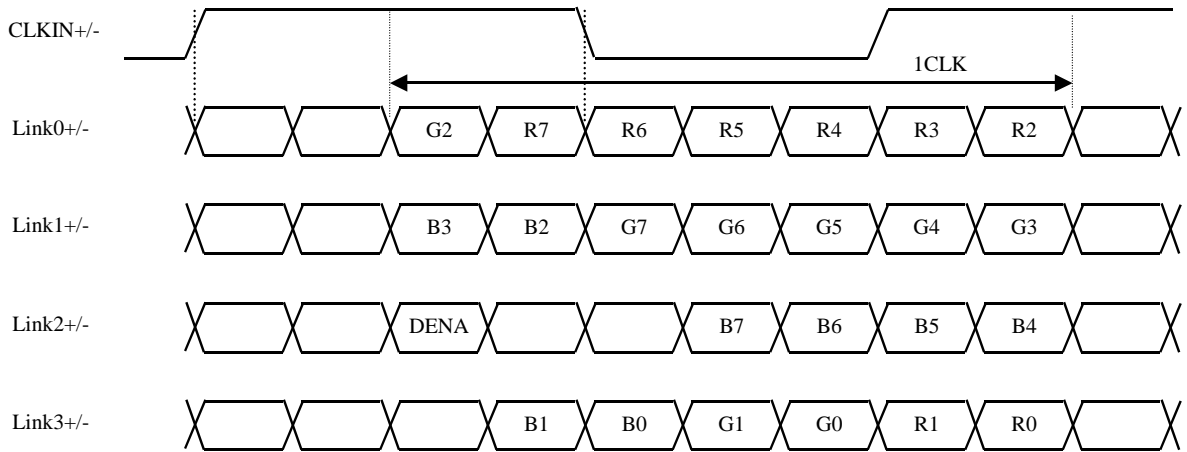 CLKIN+/-
1CLK
Link0+/- G2 R7 R6 R5 R4 R3 R2
Link1+/- B3 B2 G7 G6 G5 G4 G3
Link2+/- DENA B7 B6 B5 B4
Link3+/- B1 B0 G1 G0 R1 R0